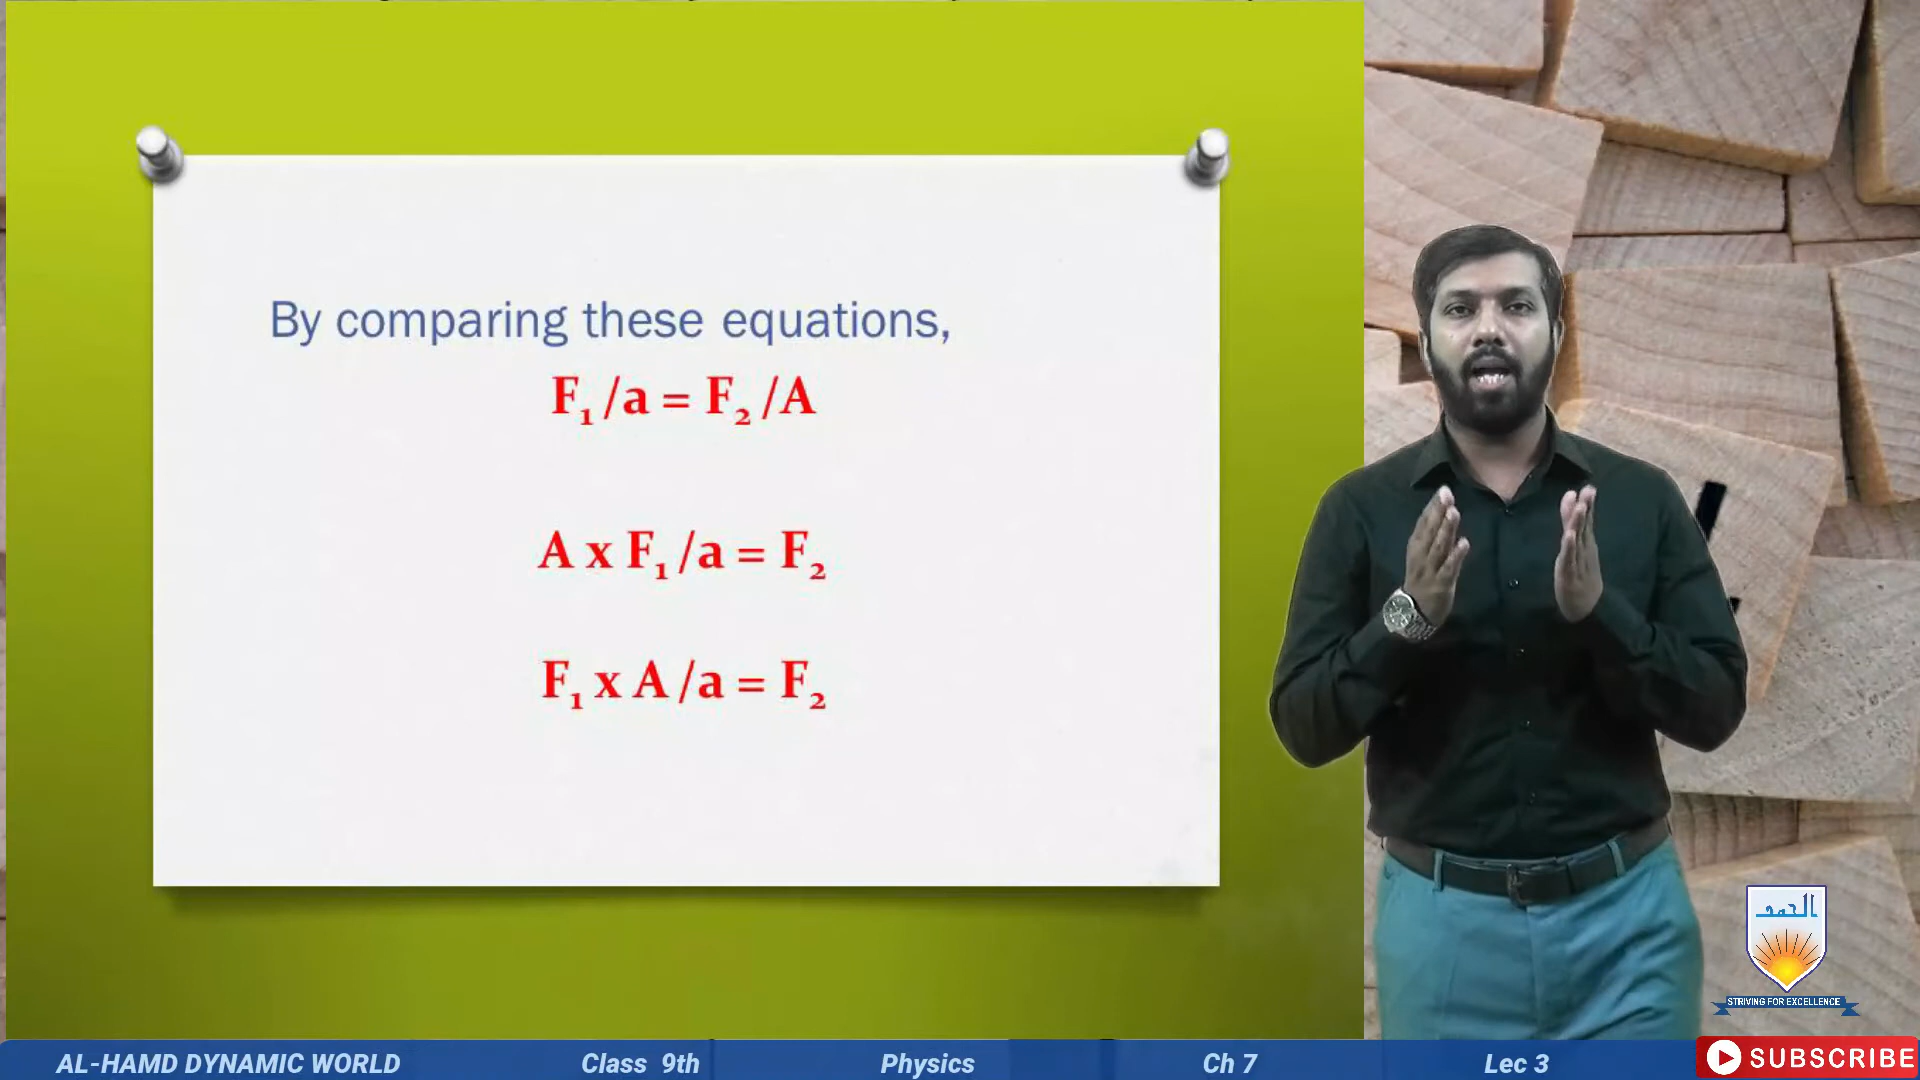 By comparing these equations,
F₁ /a = F₂ /A
A x F₁ /a = F₂
F₁ x A /a = F₂
الحمد
STRIVING FOR EXCELLENCE
AL-HAMD DYNAMIC WORLD Class 9th Physics Ch 7 Lec 3 SUBSCRIBE